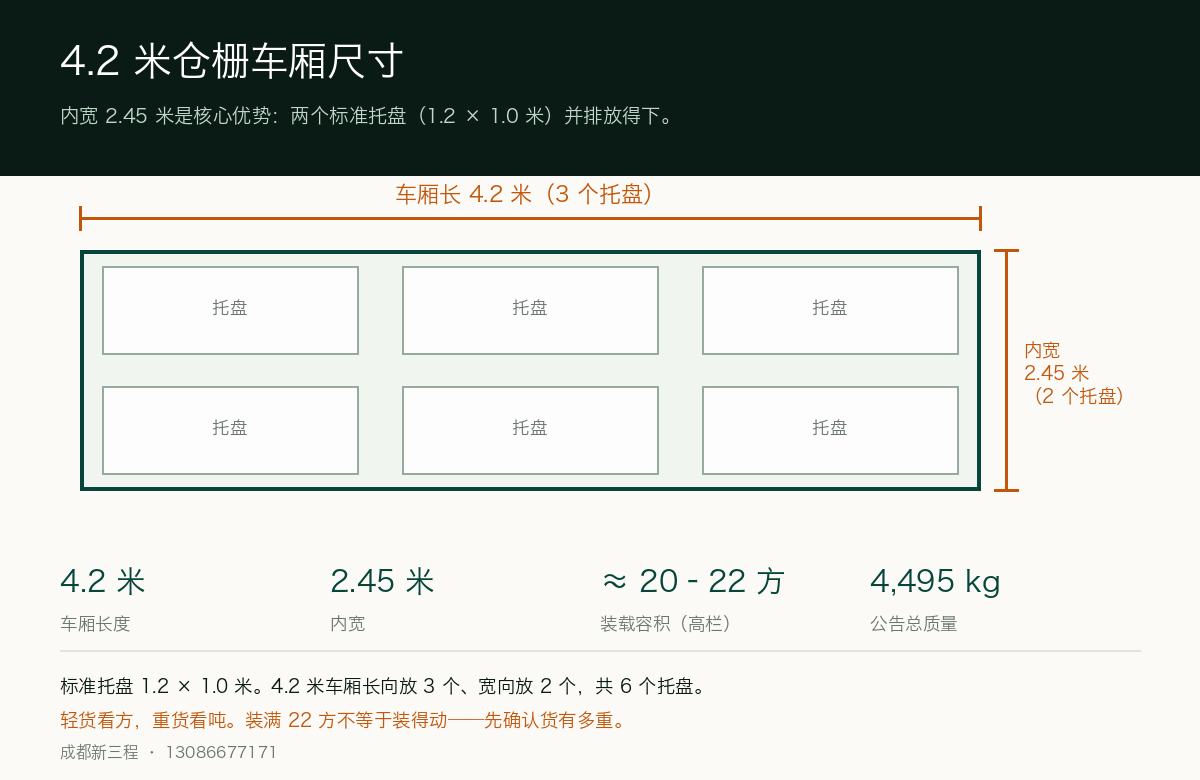 4.2 米仓栅车厢尺寸
内宽 2.45 米是核心优势：两个标准托盘（1.2 × 1.0 米）并排放得下。
车厢长 4.2 米（3 个托盘）
托盘 托盘 托盘
托盘 托盘 托盘
内宽
2.45 米
（2 个托盘）
4.2 米 2.45 米 ≈ 20 - 22 方 4,495 kg
车厢长度 内宽 装载容积（高栏） 公告总质量
标准托盘 1.2 × 1.0 米。4.2 米车厢长向放 3 个、宽向放 2 个，共 6 个托盘。
轻货看方，重货看吨。装满 22 方不等于装得动——先确认货有多重。
成都新三程 · 13086677171